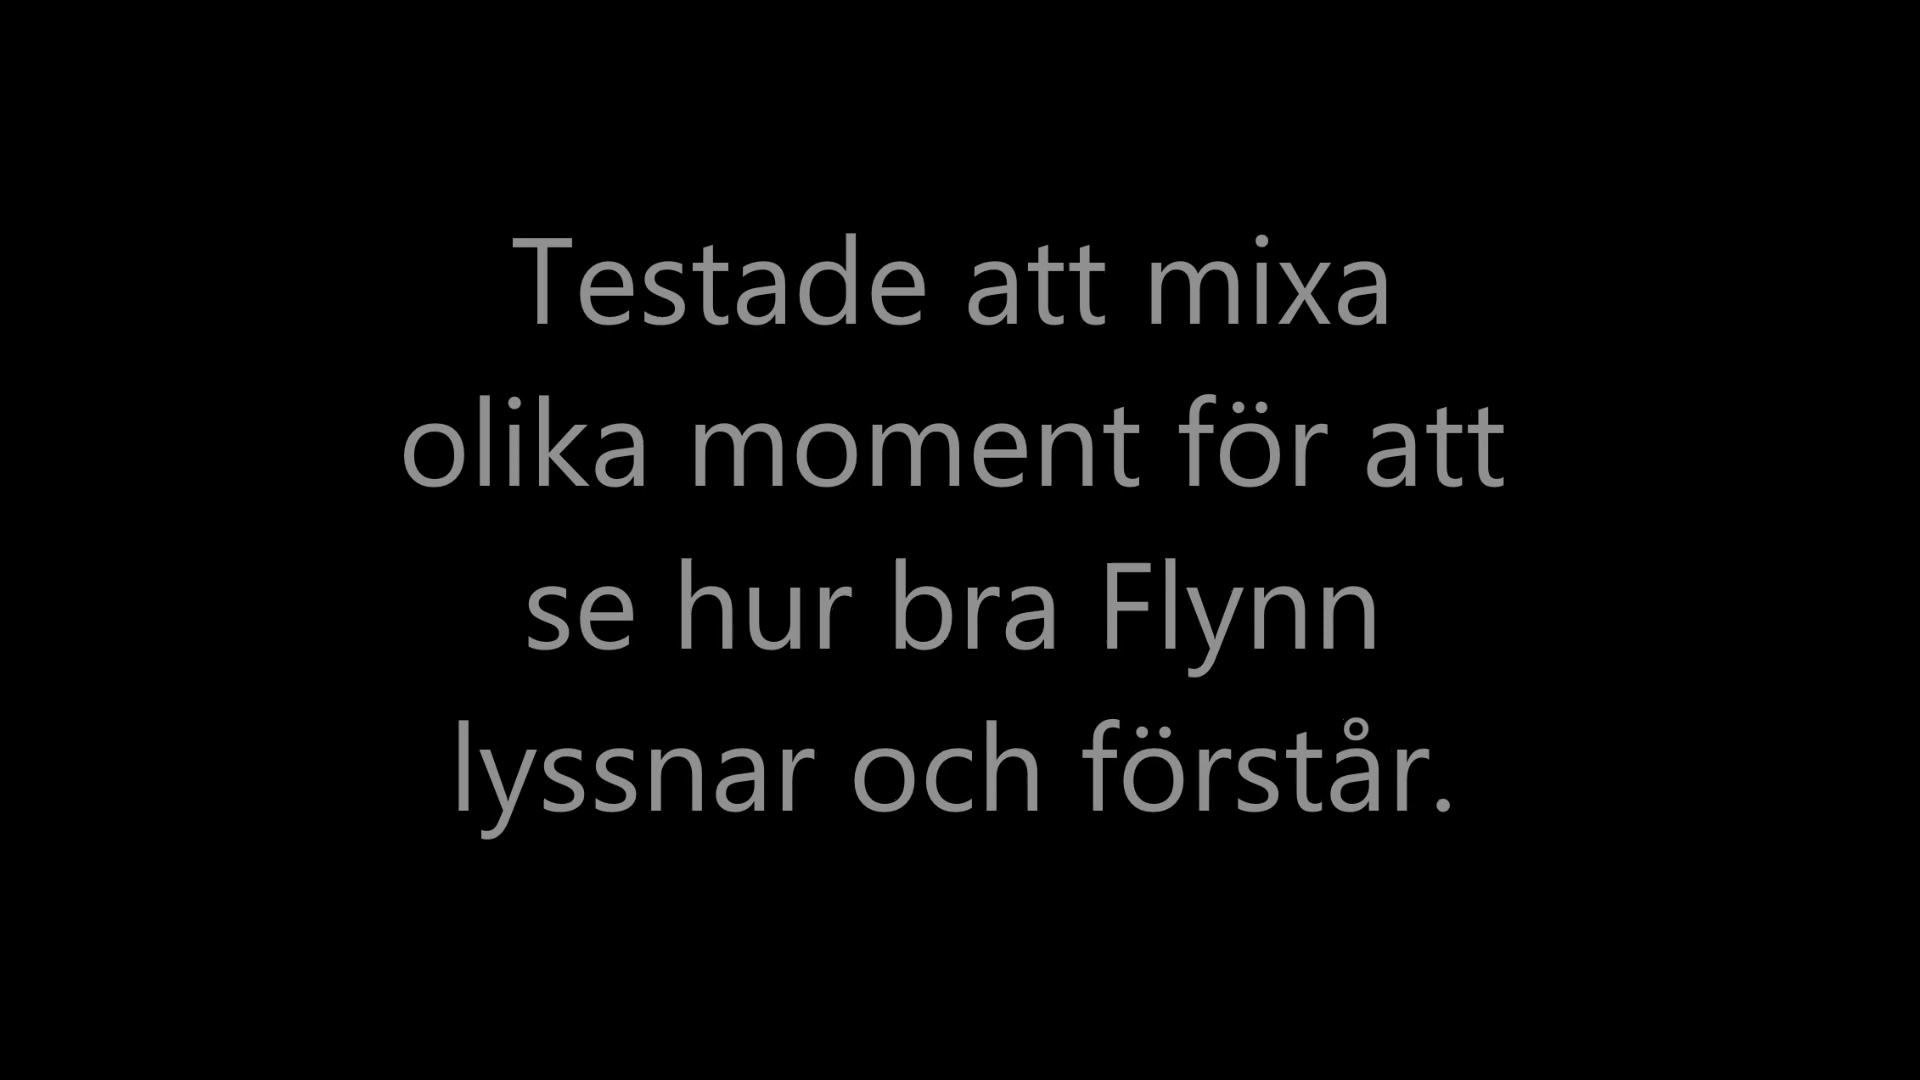 Testade att mixa
olika moment för att
se hur bra Flynn
lyssnar och förstår.